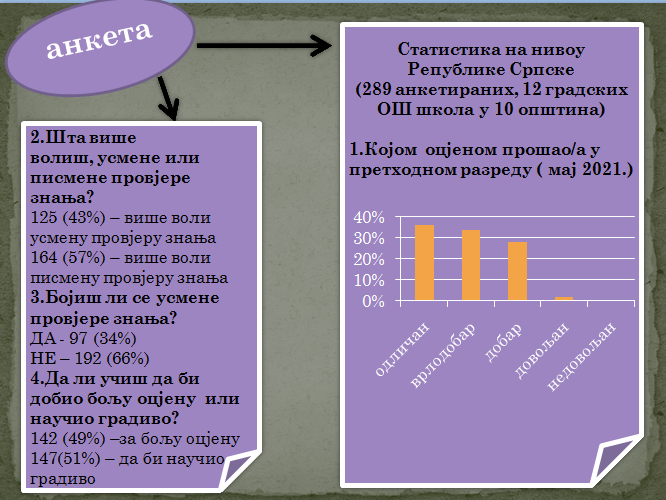 анкета
Статистика на нивоу
Републике Српске
(289 анкетираних, 12 градских
ОШ школа у 10 општина)
1.Којом оцјеном прошао/а у
претходном разреду ( мај 2021.)
40%
30%
20%
10%
0%
одличан
врлодобар
добар
довољан
недовољан
2.Шта више
волиш, усмене или
писмене провјере
знања?
125 (43%) – више воли
усмену провјеру знања
164 (57%) – више воли
писмену провјеру знања
3.Бојиш ли се усмене
провјере знања?
ДА - 97 (34%)
НЕ – 192 (66%)
4.Да ли учиш да би
добио бољу оцјену или
научио градиво?
142 (49%) –за бољу оцјену
147(51%) – да би научио
градиво